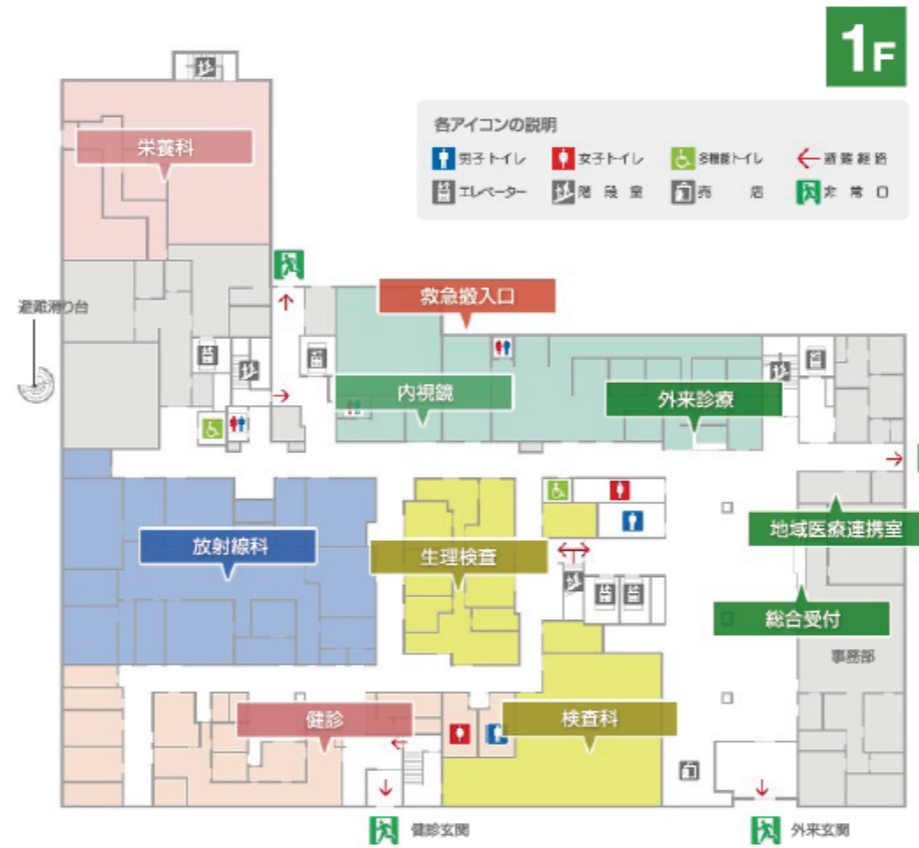 1F
各アイコンの説明
男子トイレ 女子トイレ 多機能トイレ 避難経路
エレベーター 階段室 売店 非常口
栄養科
避難滑り台
救急搬入口
内視鏡
外来診療
放射線科
生理検査
地域医療連携室
総合受付
事務部
健診
検査科
健診玄関
外来玄関